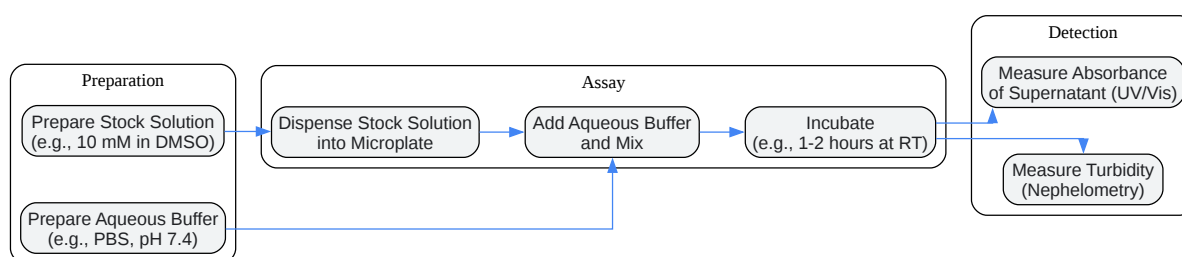 Preparation
Prepare Stock Solution
(e.g., 10 mM in DMSO)
Prepare Aqueous Buffer
(e.g., PBS, pH 7.4)
Assay
Dispense Stock Solution
into Microplate
Add Aqueous Buffer
and Mix
Incubate
(e.g., 1-2 hours at RT)
Detection
Measure Absorbance
of Supernatant (UV/Vis)
Measure Turbidity
(Nephelometry)